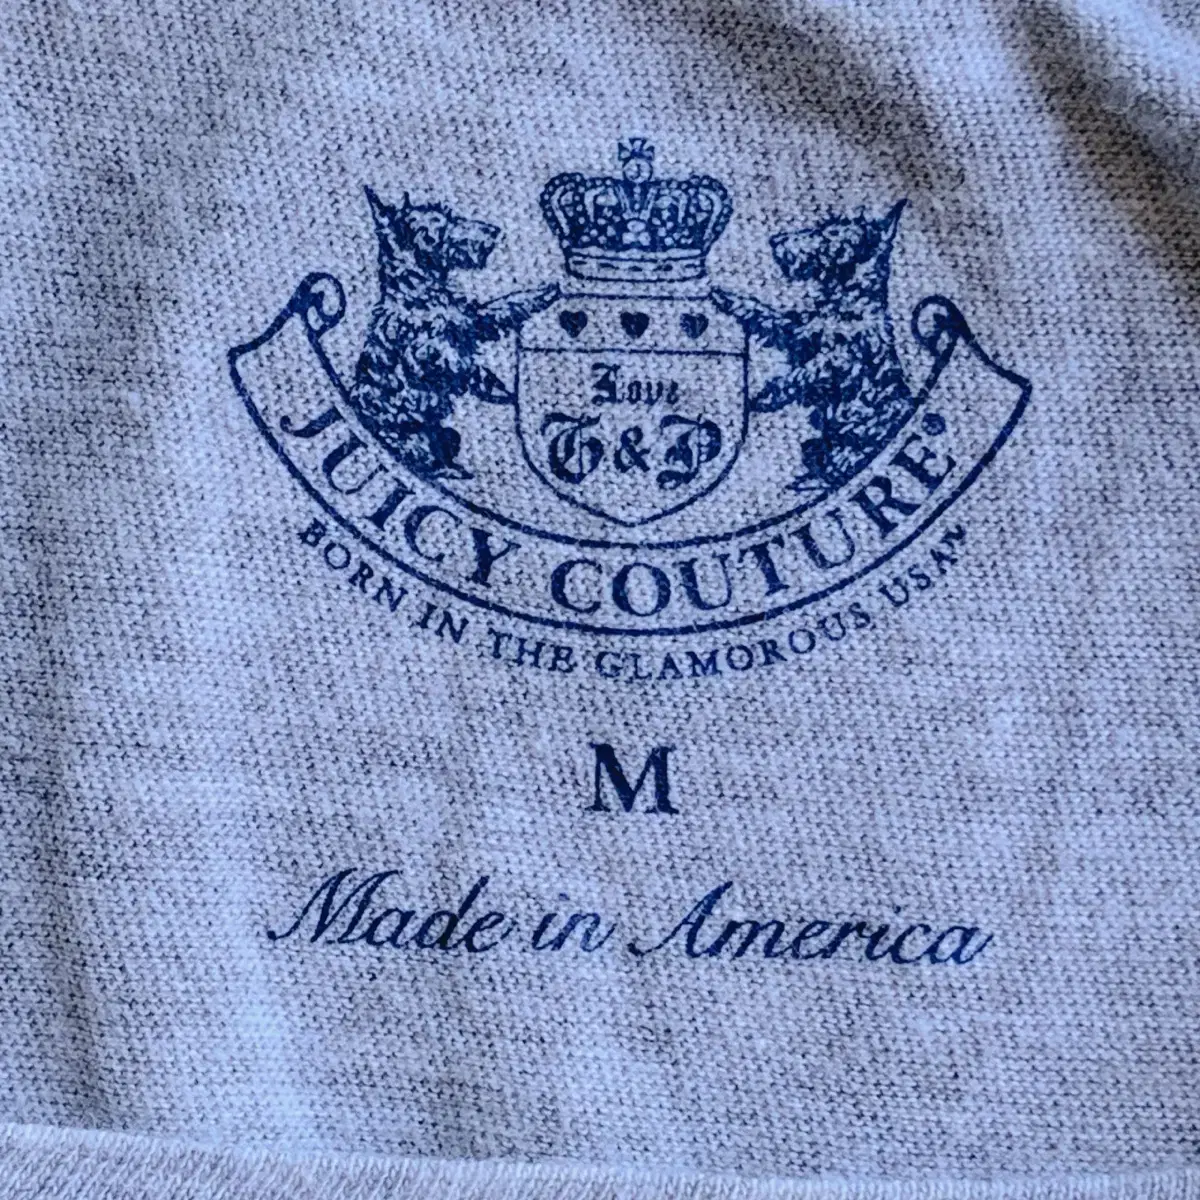 Love
G&P
JUICY COUTURE®
BORN IN THE GLAMOROUS USA™
M
Made in America